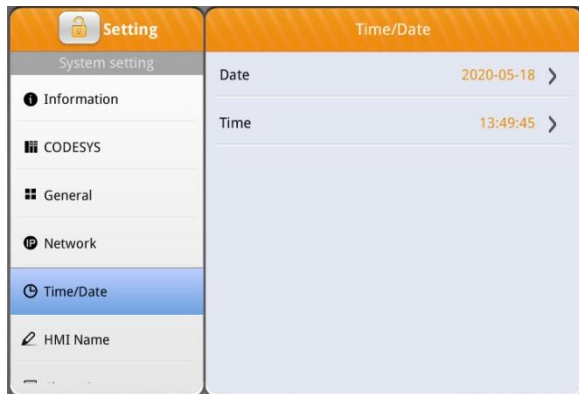 Setting
System setting
Information
CODESYS
General
Network
Time/Date
HMI Name
Time/Date
Date 2020-05-18
Time 13:49:45